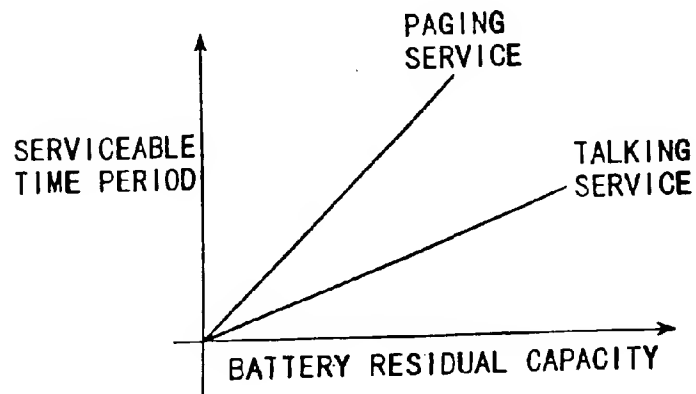 PAGING
SERVICE
SERVICEABLE
TIME PERIOD
TALKING
SERVICE
BATTERY RESIDUAL CAPACITY